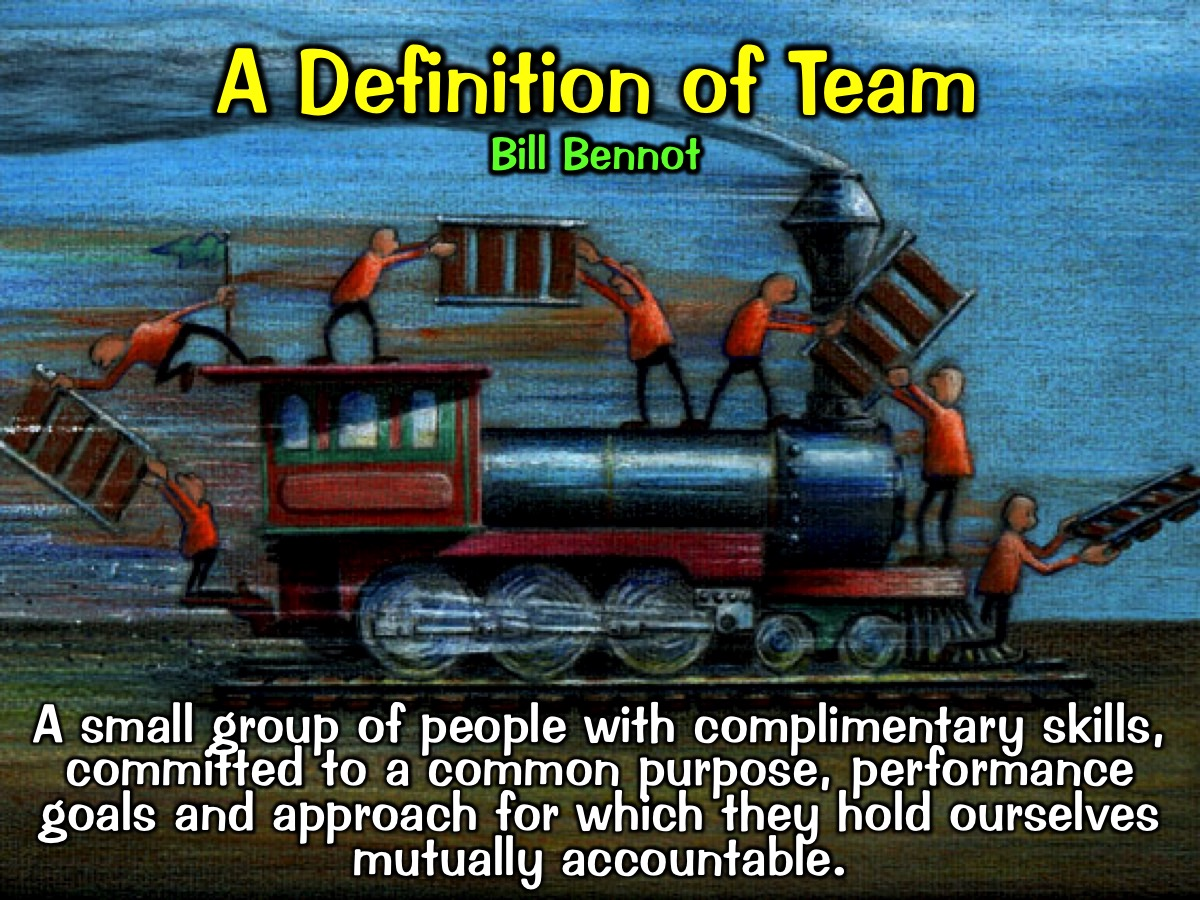 A Definition of Team
Bill Bennot
A small group of people with complimentary skills,
committed to a common purpose, performance
goals and approach for which they hold ourselves
mutually accountable.